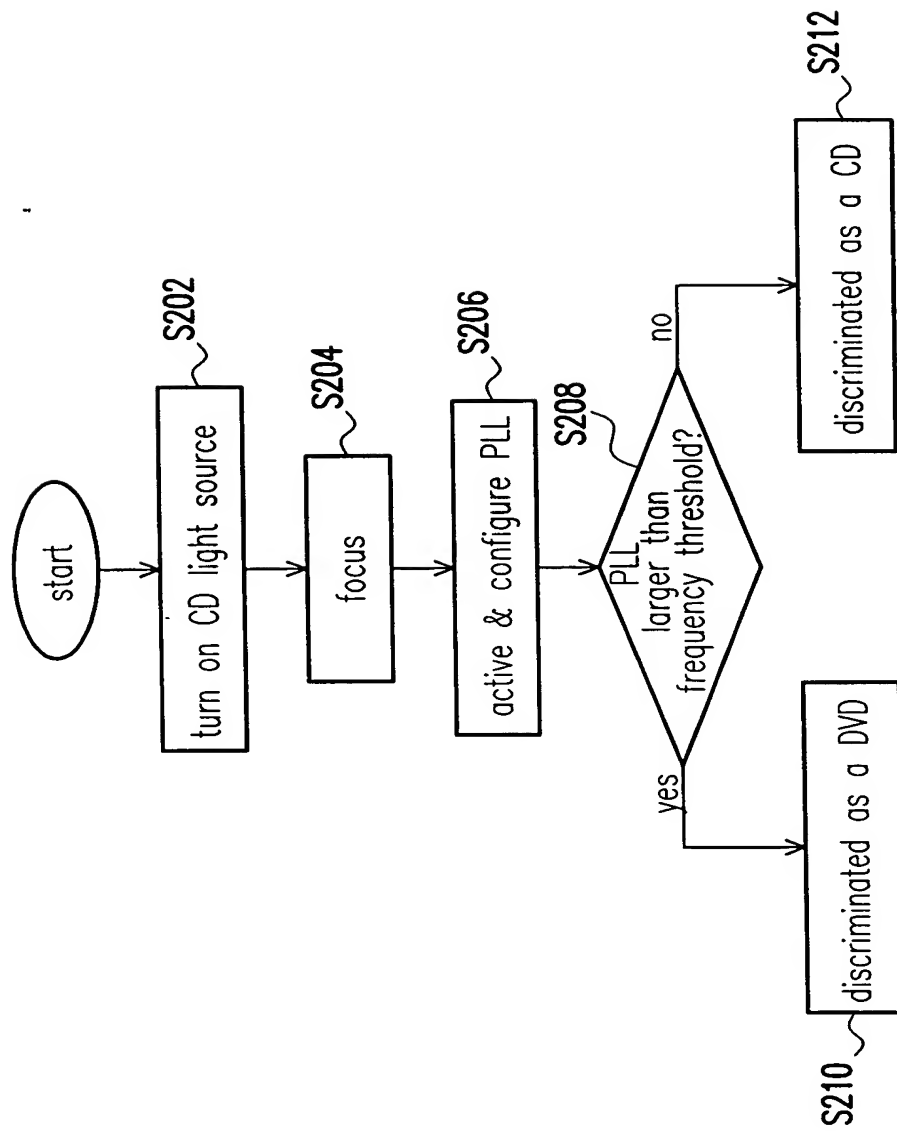 start
turn on CD light source
S202
focus
S204
active & configure PLL
S206
PLL
larger than
frequency threshold?
S208
yes
no
discriminated as a DVD
S210
discriminated as a CD
S212